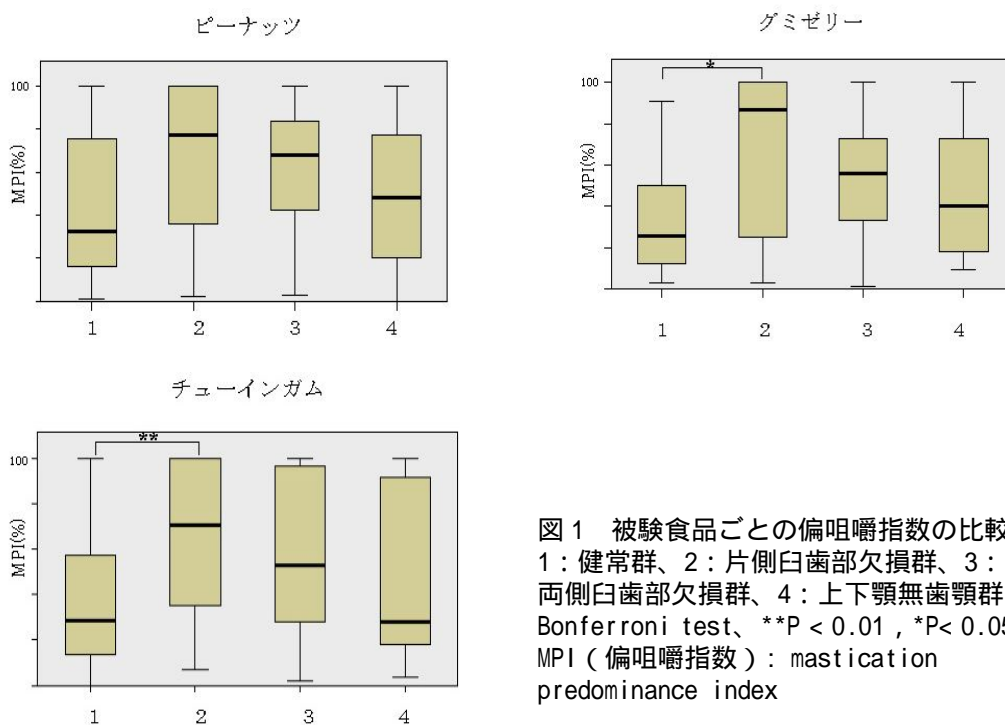 ピーナッツ
100
MPI(%)
1 2 3 4
グミゼリー
*
100
MPI(%)
1 2 3 4
チューインガム
**
100
MPI(%)
1 2 3 4
図1 被験食品ごとの偏咀嚼指数の比較
1：健常群、2：片側臼歯部欠損群、3：
両側臼歯部欠損群、4：上下顎無歯顎群
Bonferroni test、**P < 0.01 , *P< 0.05
MPI（偏咀嚼指数）: mastication
predominance index